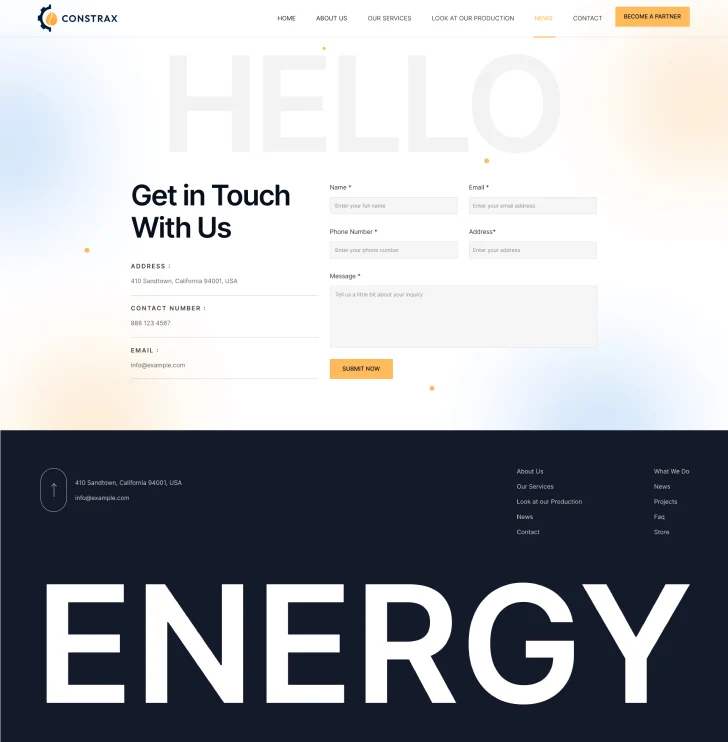 CONSTRAX
HOME ABOUT US OUR SERVICES LOOK AT OUR PRODUCTION NEWS CONTACT BECOME A PARTNER
HELLO
Get in Touch
With Us
ADDRESS :
410 Sandtown, California 94001, USA
CONTACT NUMBER :
888 123 4567
EMAIL :
info@example.com
Name * Email *
Enter your full name Enter your email address
Phone Number * Address*
Enter your phone number Enter your address
Message *
Tell us a little bit about your inquiry
SUBMIT NOW
410 Sandtown, California 94001, USA
info@example.com
About Us
Our Services
Look at our Production
News
Contact
What We Do
News
Projects
Faq
Store
ENERGY